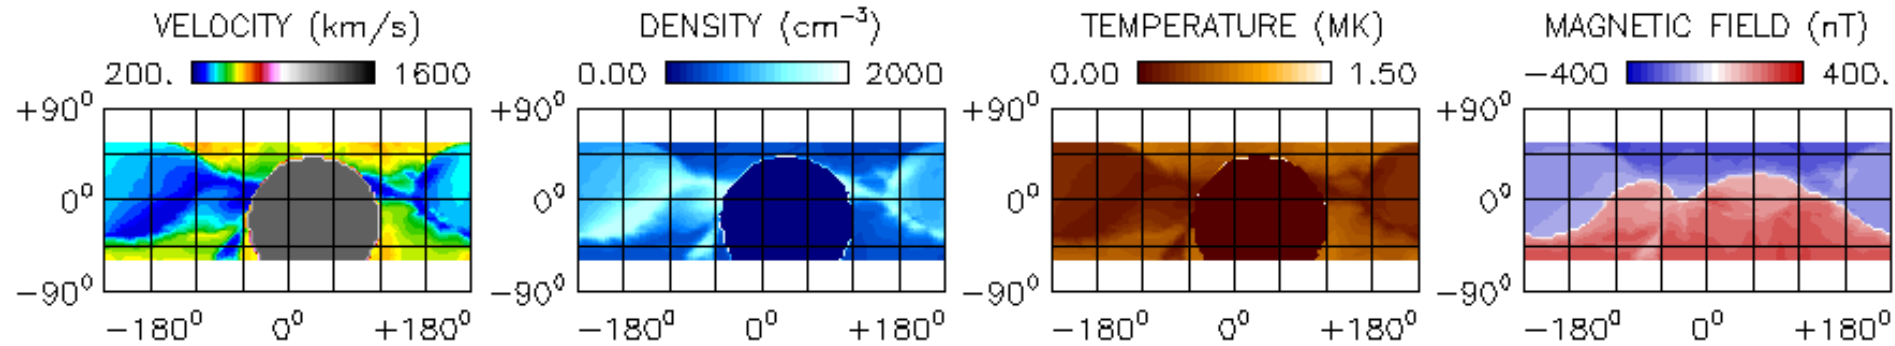 VELOCITY (km/s) DENSITY (cm⁻³) TEMPERATURE (MK) MAGNETIC FIELD (nT)
200. 1600 0.00 2000 0.00 1.50 −400 400.
+90⁰ +90⁰ +90⁰ +90⁰
0⁰ 0⁰ 0⁰ 0⁰
−90⁰ −90⁰ −90⁰ −90⁰
−180⁰ 0⁰ +180⁰ −180⁰ 0⁰ +180⁰ −180⁰ 0⁰ +180⁰ −180⁰ 0⁰ +180⁰